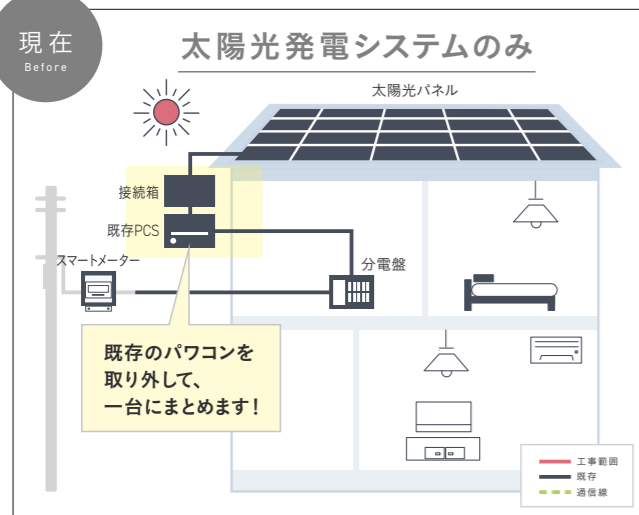 現在
Before
太陽光発電システムのみ
太陽光パネル
接続箱
既存PCS
スマートメーター
分電盤
既存のパワコンを
取り外して、
一台にまとめます!
工事範囲
既存
通信線